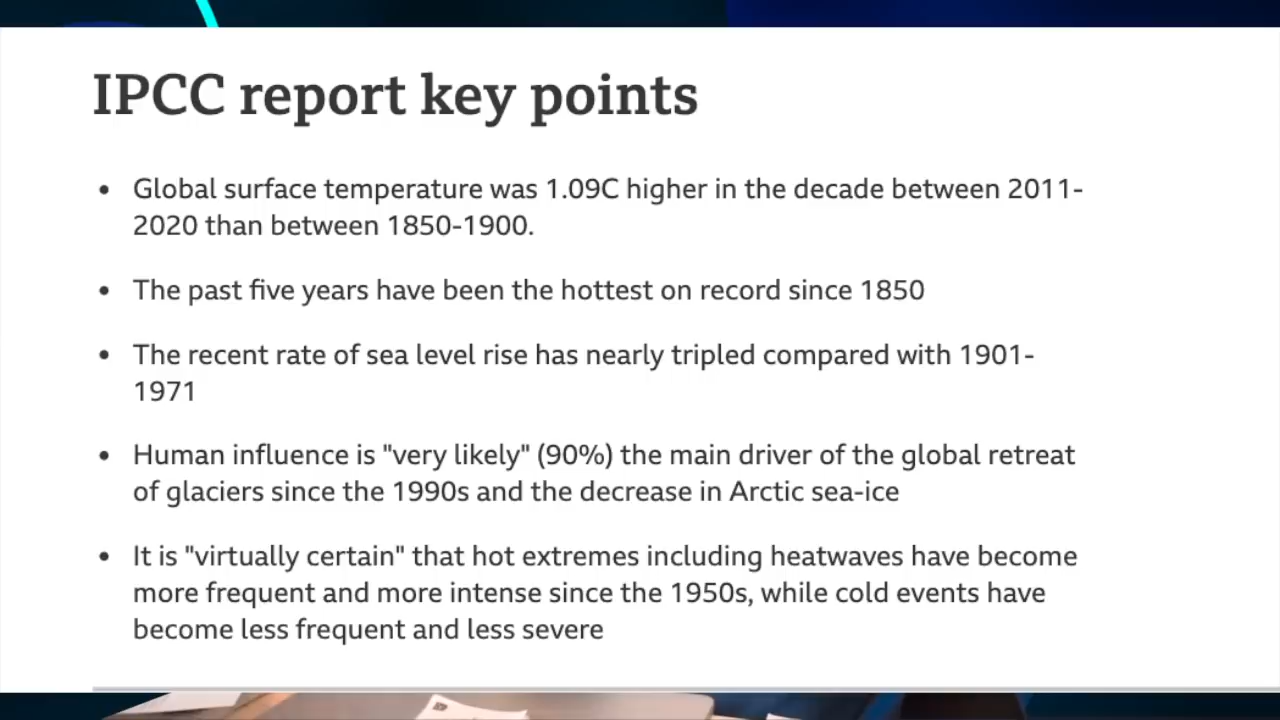 IPCC report key points
• Global surface temperature was 1.09C higher in the decade between 2011-
2020 than between 1850-1900.
• The past five years have been the hottest on record since 1850
• The recent rate of sea level rise has nearly tripled compared with 1901-
1971
• Human influence is "very likely" (90%) the main driver of the global retreat
of glaciers since the 1990s and the decrease in Arctic sea-ice
• It is "virtually certain" that hot extremes including heatwaves have become
more frequent and more intense since the 1950s, while cold events have
become less frequent and less severe